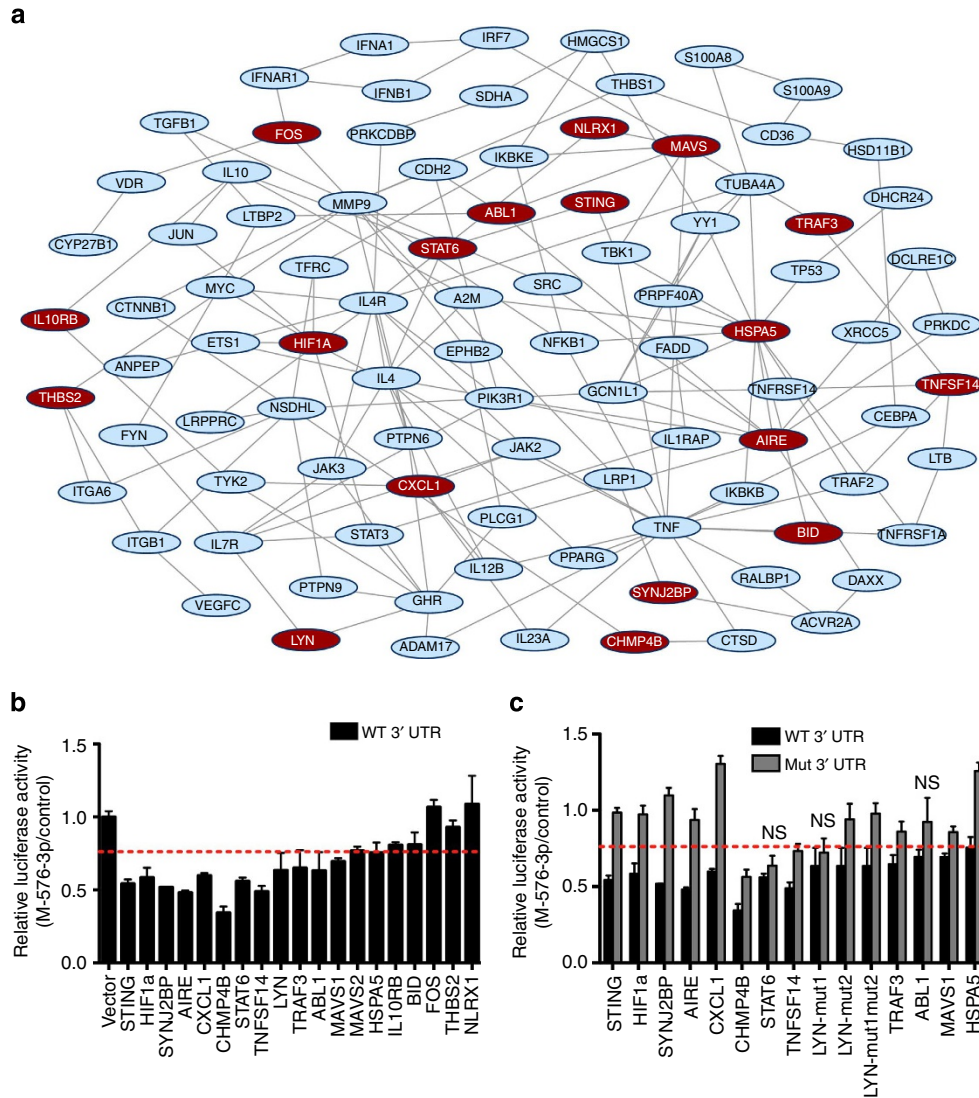 a
IFNA1
IRF7
HMGCS1
S100A8
IFNAR1
IFNB1
SDHA
THBS1
S100A9
TGFB1
FOS
PRKCDBP
NLRX1
MAVS
CD36
HSD11B1
VDR
IL10
CDH2
IKBKE
TUBA4A
DHCR24
LTBP2
MMP9
ABL1
STING
YY1
TRAF3
CYP27B1
JUN
STAT6
TBK1
DCLRE1C
TFRC
TP53
MYC
IL4R
A2M
SRC
PRPF40A
CTNNB1
IL10RB
HIF1A
ETS1
EPHB2
NFKB1
FADD
HSPA5
XRCC5
PRKDC
ANPEP
IL4
THBS2
NSDHL
PIK3R1
GCN1L1
TNFRSF14
TNFSF14
LRPPRC
CEBPA
FYN
PTPN6
JAK2
IL1RAP
AIRE
LTB
ITGA6
TYK2
JAK3
CXCL1
LRP1
IKBKB
TRAF2
ITGB1
IL7R
STAT3
PLCG1
TNF
BID
TNFRSF1A
PTPN9
IL12B
PPARG
RALBP1
DAXX
VEGFC
GHR
SYNJ2BP
ACVR2A
LYN
ADAM17
IL23A
CHMP4B
CTSD
b
Relative luciferase activity
(M-576-3p/control)
1.5
1.0
0.5
0.0
WT 3′ UTR
Vector
STING
HIF1a
SYNJ2BP
AIRE
CXCL1
CHMP4B
STAT6
TNFSF14
LYN
TRAF3
ABL1
MAVS1
MAVS2
HSPA5
IL10RB
BID
FOS
THBS2
NLRX1
c
Relative luciferase activity
(M-576-3p/control)
1.5
1.0
0.5
0.0
WT 3′ UTR
Mut 3′ UTR
NS
NS
NS
STING
HIF1a
SYNJ2BP
AIRE
CXCL1
CHMP4B
STAT6
TNFSF14
LYN-mut1
LYN-mut2
LYN-mut1mut2
TRAF3
ABL1
MAVS1
HSPA5